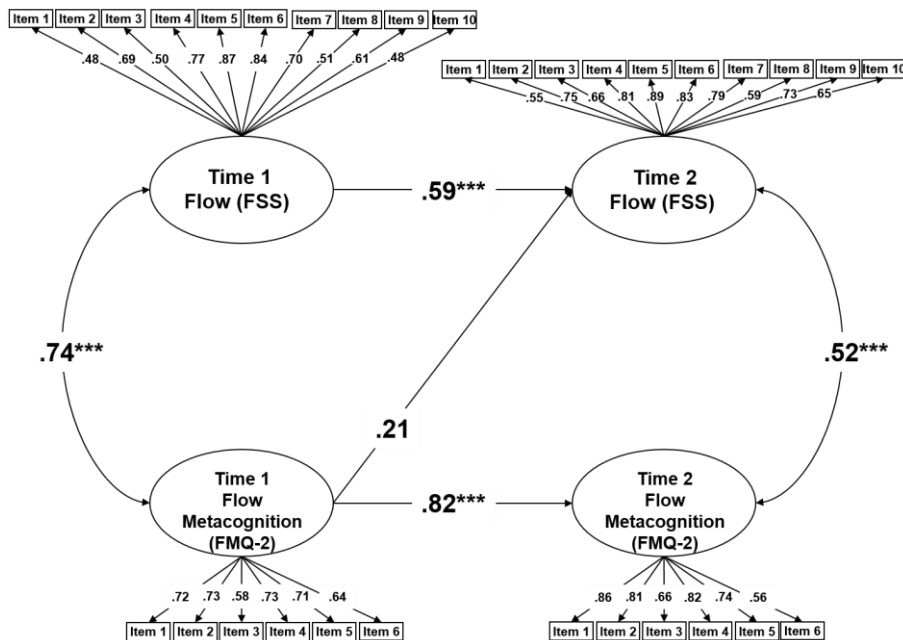 Item 1 Item 2 Item 3 Item 4 Item 5 Item 6 Item 7 Item 8 Item 9 Item 10
.48 .69 .50 .77 .87 .84 .70 .51 .61 .48
Item 1 Item 2 Item 3 Item 4 Item 5 Item 6 Item 7 Item 8 Item 9 Item 10
.55 .75 .66 .81 .89 .83 .79 .59 .73 .65
Time 1
Flow (FSS)
.59***
Time 2
Flow (FSS)
.74***
.52***
.21
Time 1
Flow
Metacognition
(FMQ-2)
.82***
Time 2
Flow
Metacognition
(FMQ-2)
.72 .73 .58 .73 .71 .64
Item 1 Item 2 Item 3 Item 4 Item 5 Item 6
.86 .81 .66 .82 .74 .56
Item 1 Item 2 Item 3 Item 4 Item 5 Item 6